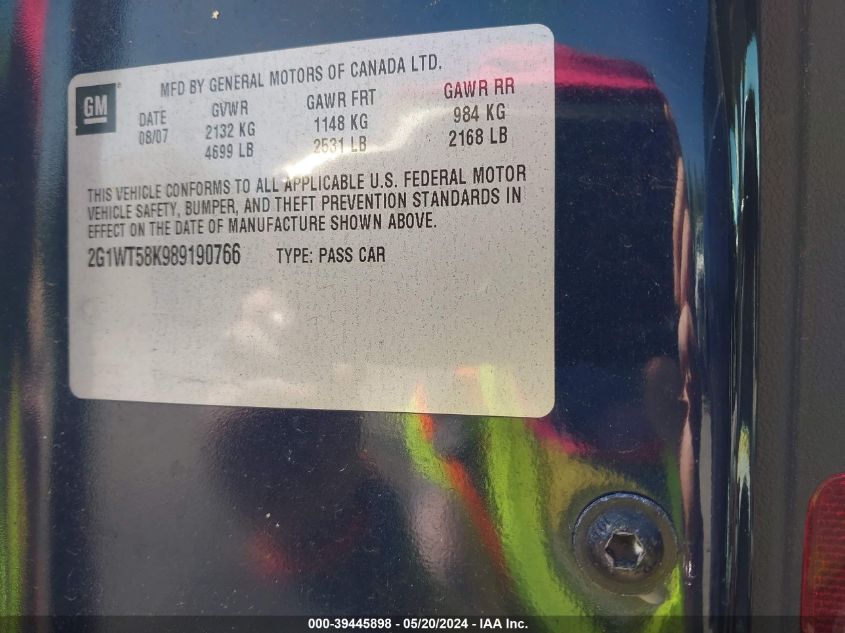 GM
MFD BY GENERAL MOTORS OF CANADA LTD.
DATE GVWR GAWR FRT GAWR RR
08/07 2132 KG 1148 KG 984 KG
4699 LB 2531 LB 2168 LB
THIS VEHICLE CONFORMS TO ALL APPLICABLE U.S. FEDERAL MOTOR
VEHICLE SAFETY, BUMPER, AND THEFT PREVENTION STANDARDS IN
EFFECT ON THE DATE OF MANUFACTURE SHOWN ABOVE.
2G1WT58K989190766 TYPE: PASS CAR
000-39445898 - 05/20/2024 - IAA Inc.